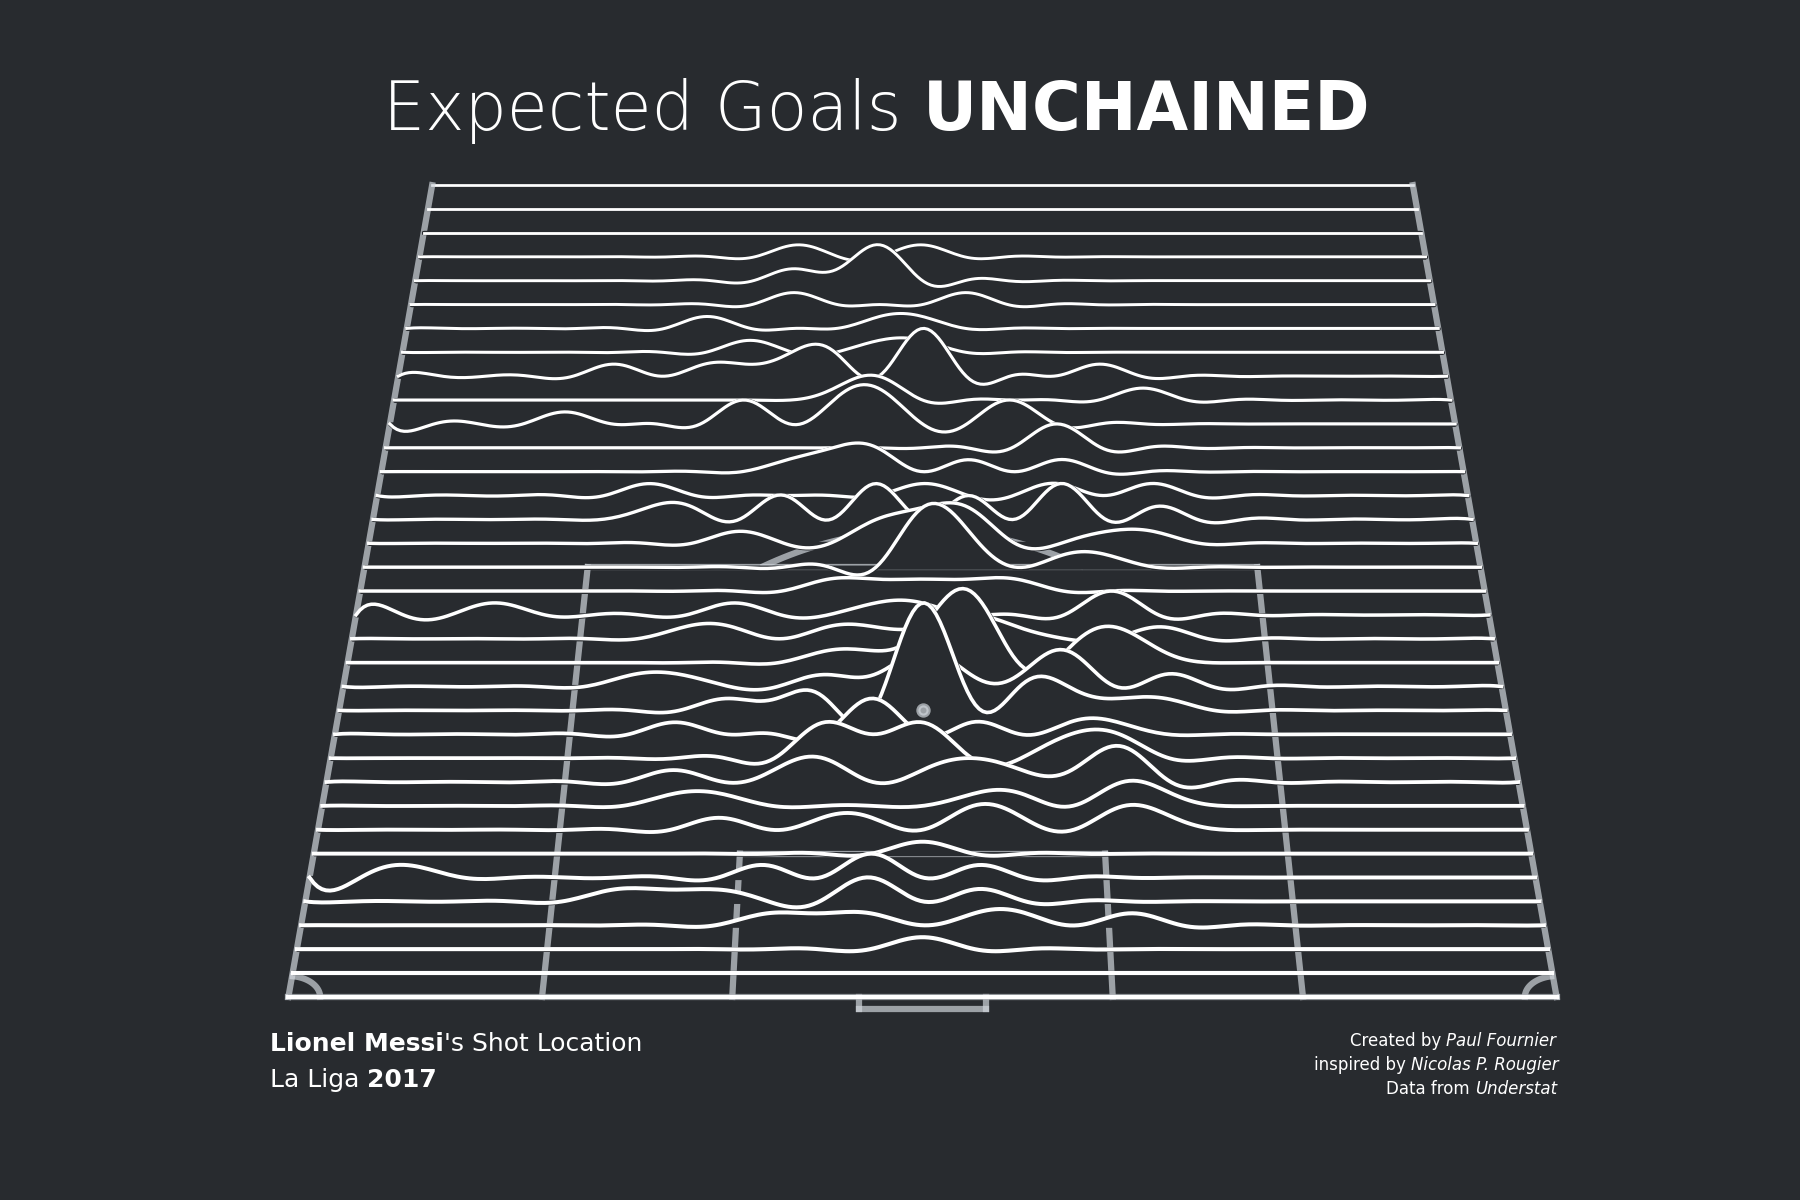 Expected Goals UNCHAINED
Lionel Messi's Shot Location
La Liga 2017
Created by Paul Fournier
inspired by Nicolas P. Rougier
Data from Understat